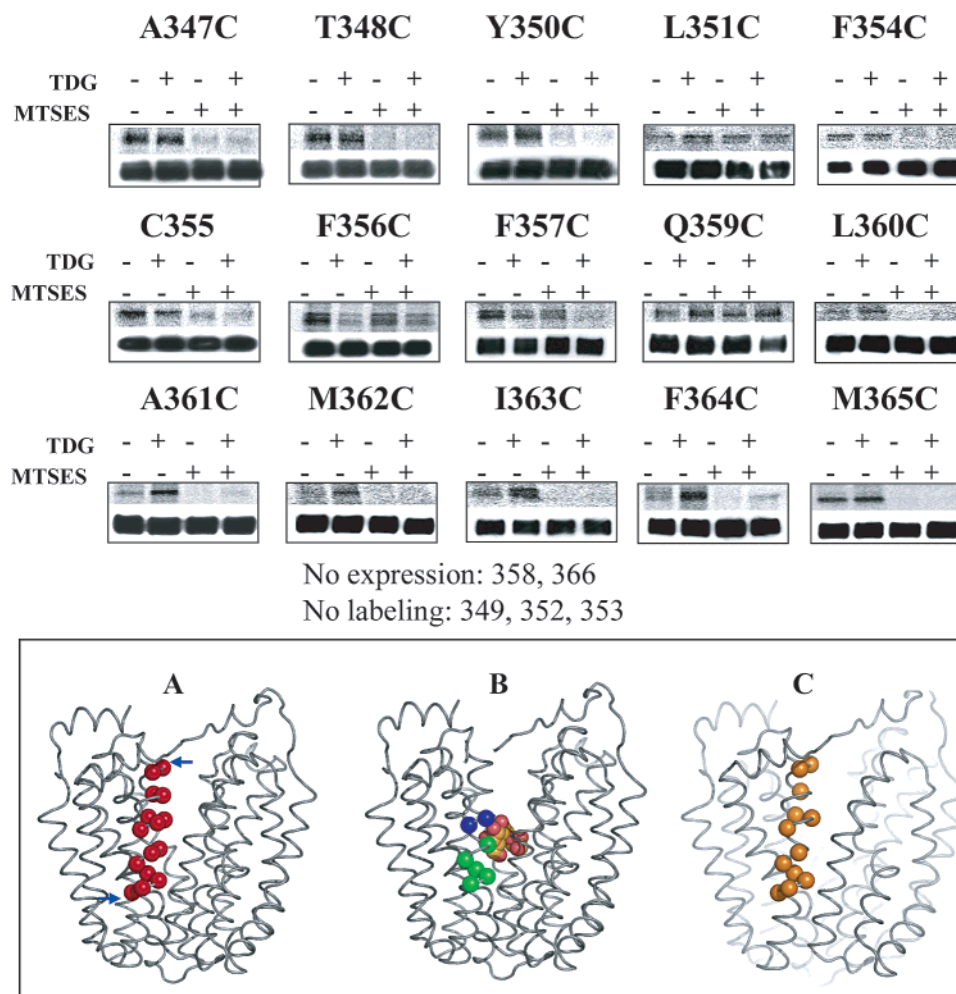 A347C T348C Y350C L351C F354C
TDG - + - + - + - + - + - + - + - + - + - +
MTSES - - + + - - + + - - + + - - + + - - + +
C355 F356C F357C Q359C L360C
TDG - + - + - + - + - + - + - + - + - + - +
MTSES - - + + - - + + - - + + - - + + - - + +
A361C M362C I363C F364C M365C
TDG - + - + - + - + - + - + - + - + - + - +
MTSES - - + + - - + + - - + + - - + + - - + +
No expression: 358, 366
No labeling: 349, 352, 353
A B C